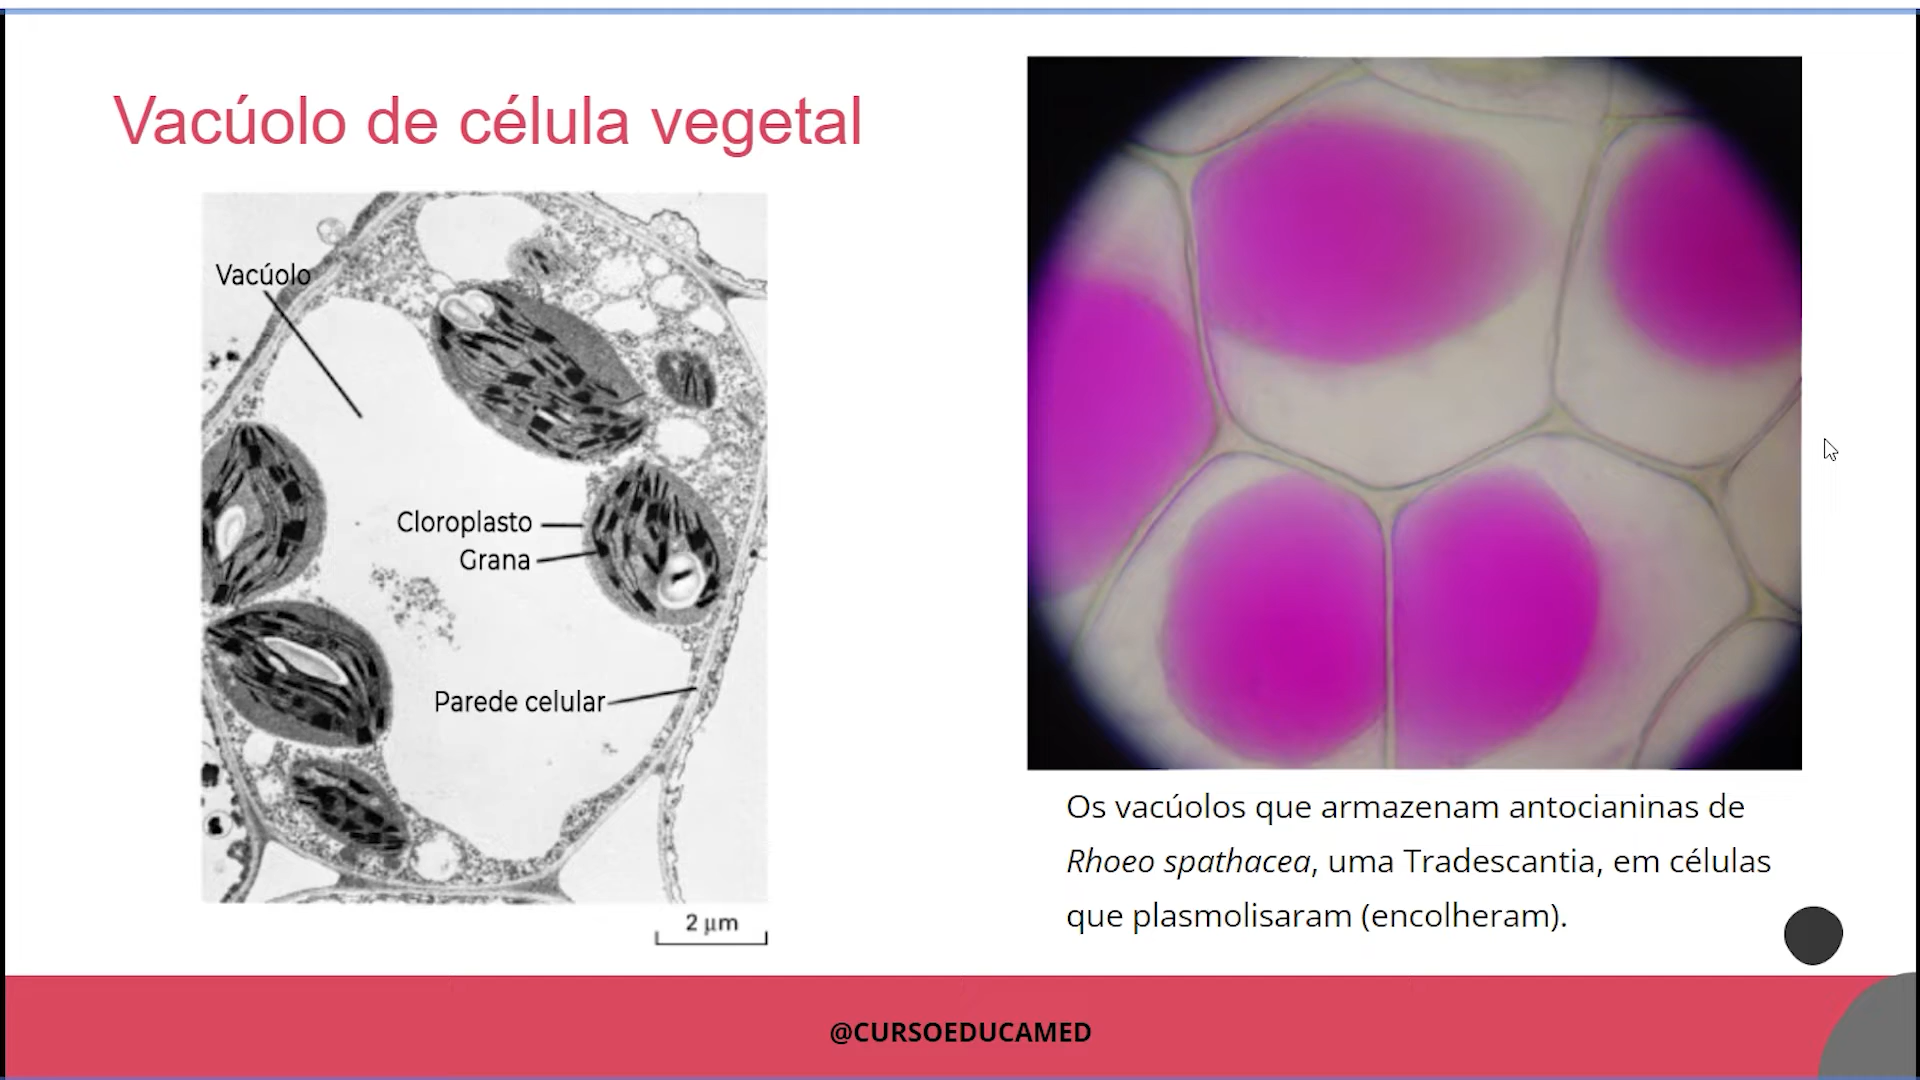 Vacúolo de célula vegetal
Vacúolo
Cloroplasto
Grana
Parede celular
2 μm
Os vacúolos que armazenam antocianinas de
Rhoeo spathacea, uma Tradescantia, em células
que plasmolisaram (encolheram).
@CURSOEDUCAMED